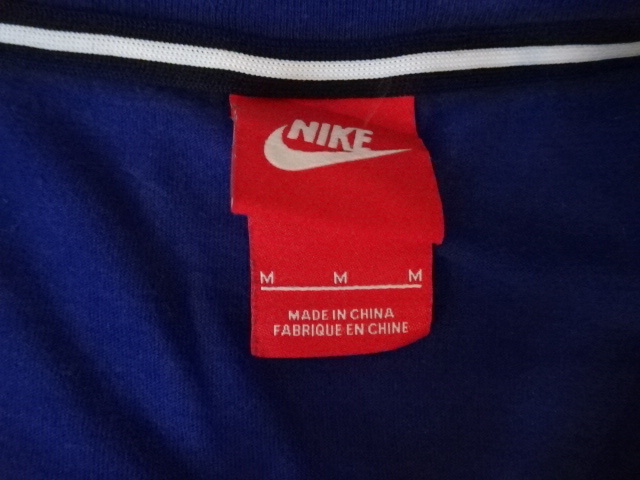 NIKE
M M M
MADE IN CHINA
FABRIQUE EN CHINE